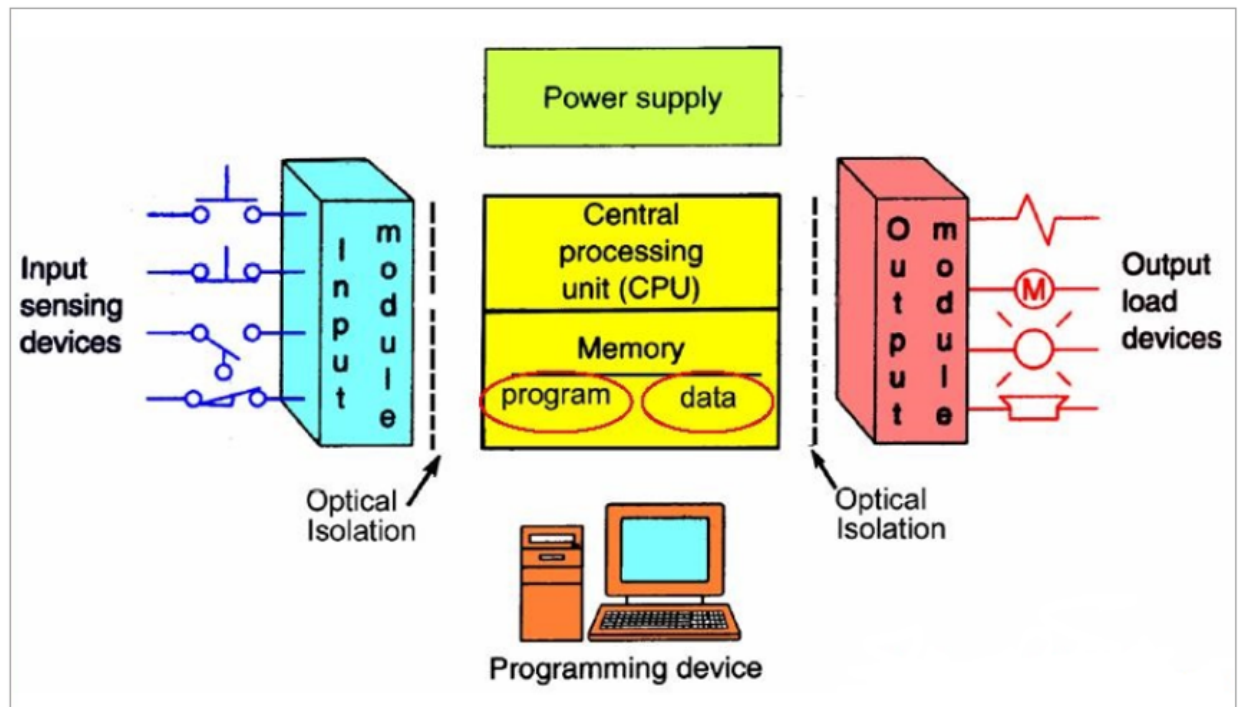 Power supply
Input
sensing
devices
Input
module
Central
processing
unit (CPU)
Memory
program data
Output
module
M
Output
load
devices
Optical
Isolation
Optical
Isolation
Programming device